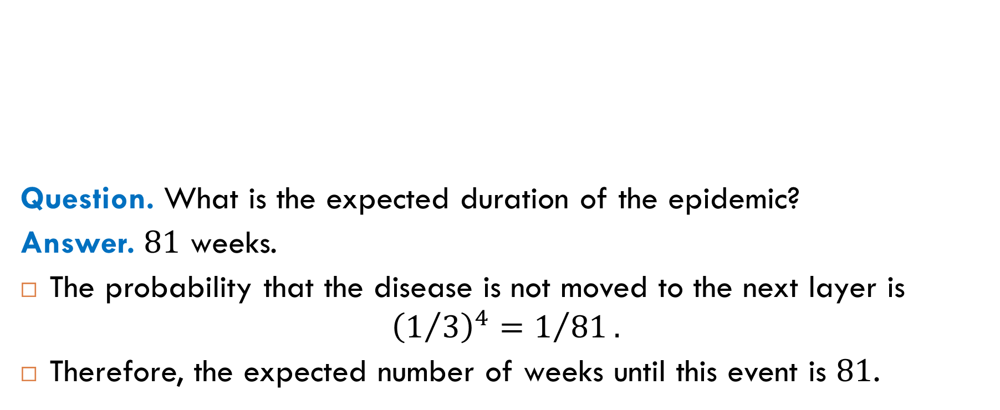 Question. What is the expected duration of the epidemic?
Answer. 81 weeks.
□ The probability that the disease is not moved to the next layer is
(1/3)⁴ = 1/81 .
□ Therefore, the expected number of weeks until this event is 81.